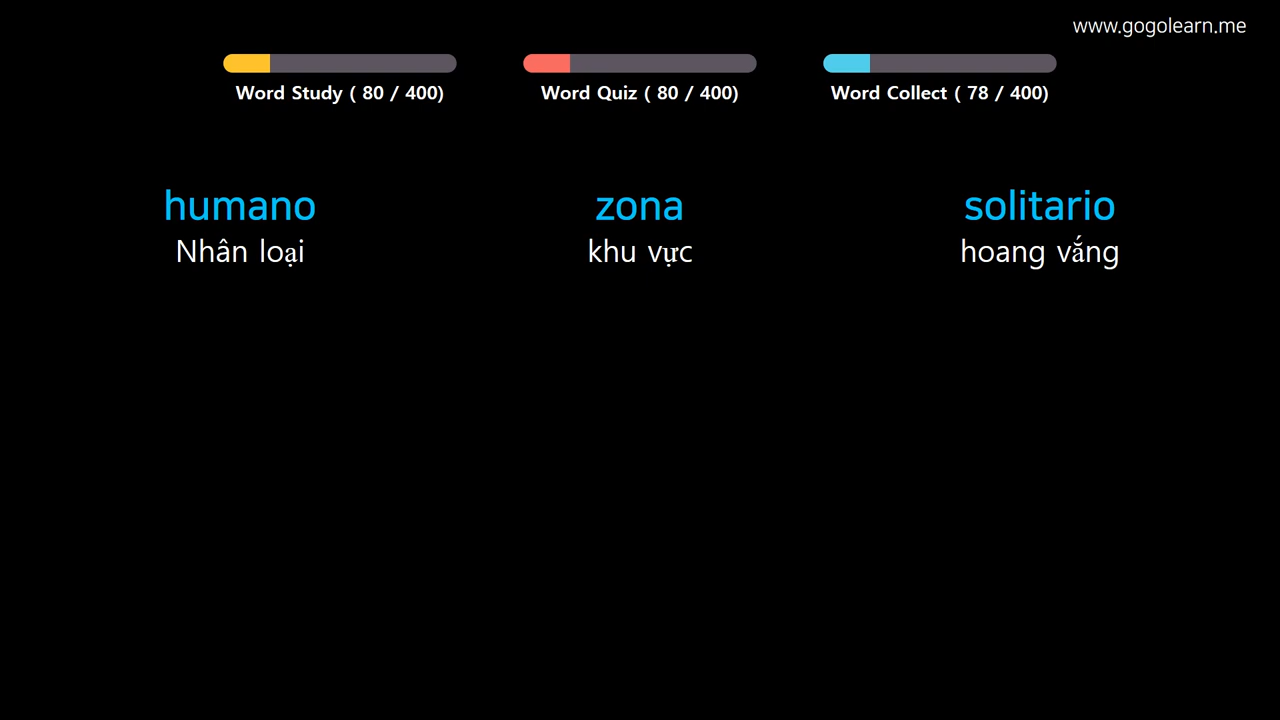 www.gogolearn.me
Word Study ( 80 / 400)
Word Quiz ( 80 / 400)
Word Collect ( 78 / 400)
humano
Nhân loại
zona
khu vực
solitario
hoang vắng